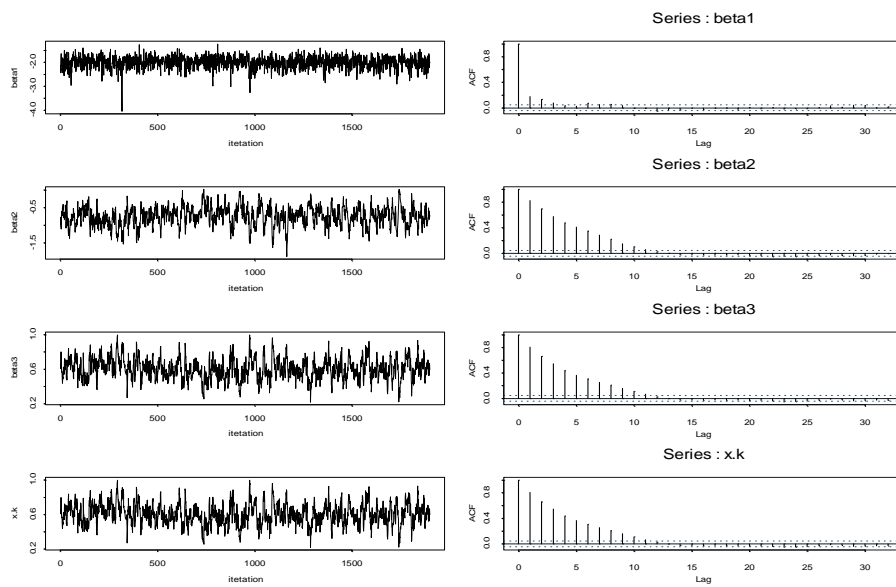 Series : beta1
beta1
-4.0 -3.0 -2.0
0 500 1000 1500
itetation
ACF
0.0 0.4 0.8
0 5 10 15 20 25 30
Lag
Series : beta2
beta2
-1.5 -0.5
0 500 1000 1500
itetation
ACF
0.0 0.4 0.8
0 5 10 15 20 25 30
Lag
Series : beta3
beta3
0.2 0.6 1.0
0 500 1000 1500
itetation
ACF
0.0 0.4 0.8
0 5 10 15 20 25 30
Lag
Series : x.k
x.k
0.2 0.6 1.0
0 500 1000 1500
itetation
ACF
0.0 0.4 0.8
0 5 10 15 20 25 30
Lag